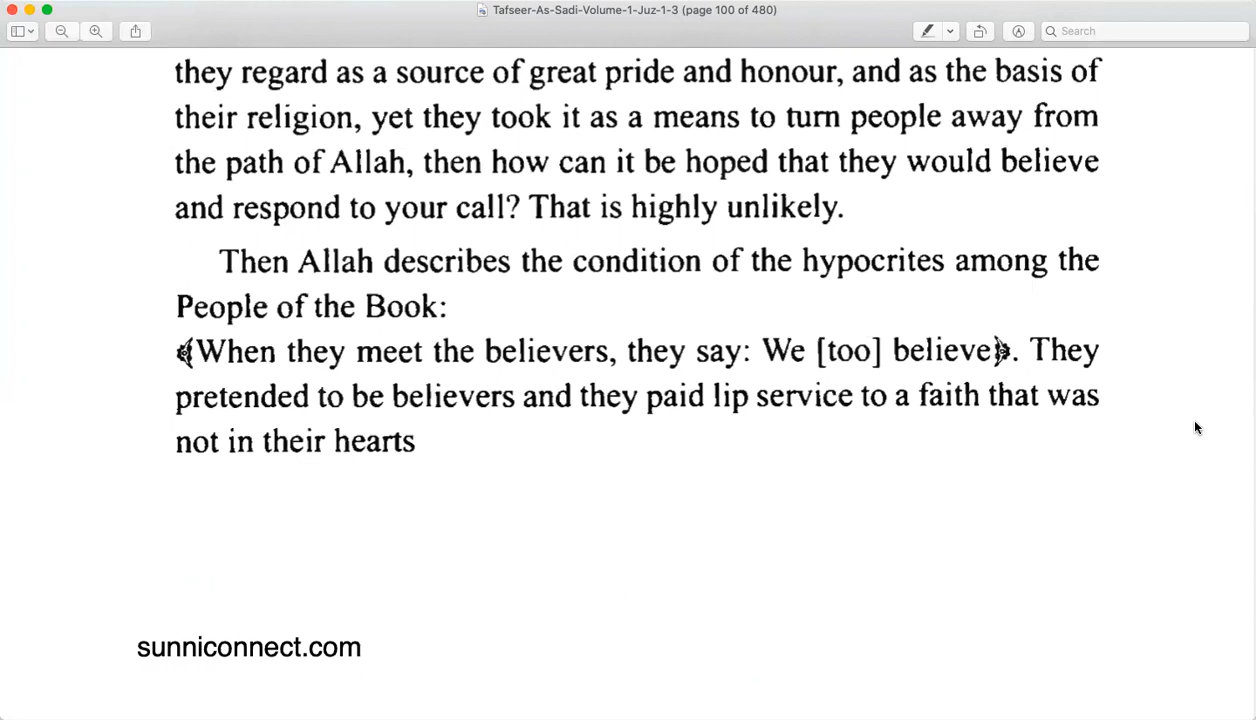 Tafseer-As-Sadi-Volume-1-Juz-1-3 (page 100 of 480)
Search
they regard as a source of great pride and honour, and as the basis of
their religion, yet they took it as a means to turn people away from
the path of Allah, then how can it be hoped that they would believe
and respond to your call? That is highly unlikely.
Then Allah describes the condition of the hypocrites among the
People of the Book:
﴾When they meet the believers, they say: We [too] believe﴿. They
pretended to be believers and they paid lip service to a faith that was
not in their hearts
sunniconnect.com